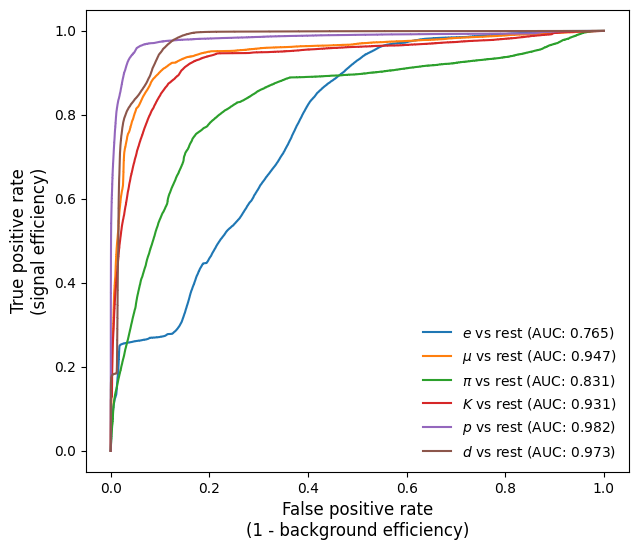 1.0
0.8
0.6
0.4
0.2
0.0
True positive rate
(signal efficiency)
e vs rest (AUC: 0.765)
μ vs rest (AUC: 0.947)
π vs rest (AUC: 0.831)
K vs rest (AUC: 0.931)
p vs rest (AUC: 0.982)
d vs rest (AUC: 0.973)
0.0 0.2 0.4 0.6 0.8 1.0
False positive rate
(1 - background efficiency)